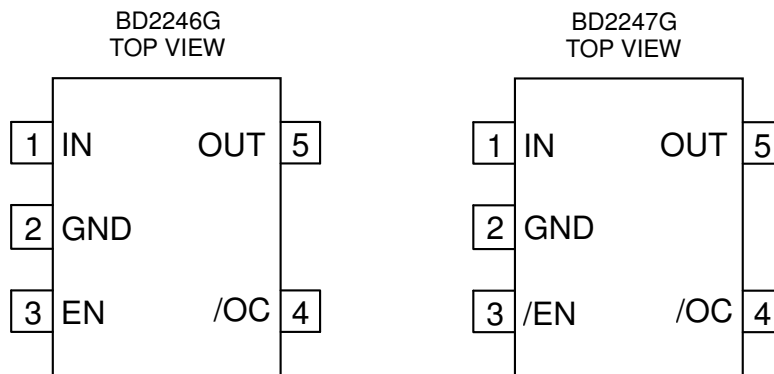 BD2246G
TOP VIEW
1 IN OUT 5
2 GND
3 EN /OC 4
BD2247G
TOP VIEW
1 IN OUT 5
2 GND
3 /EN /OC 4